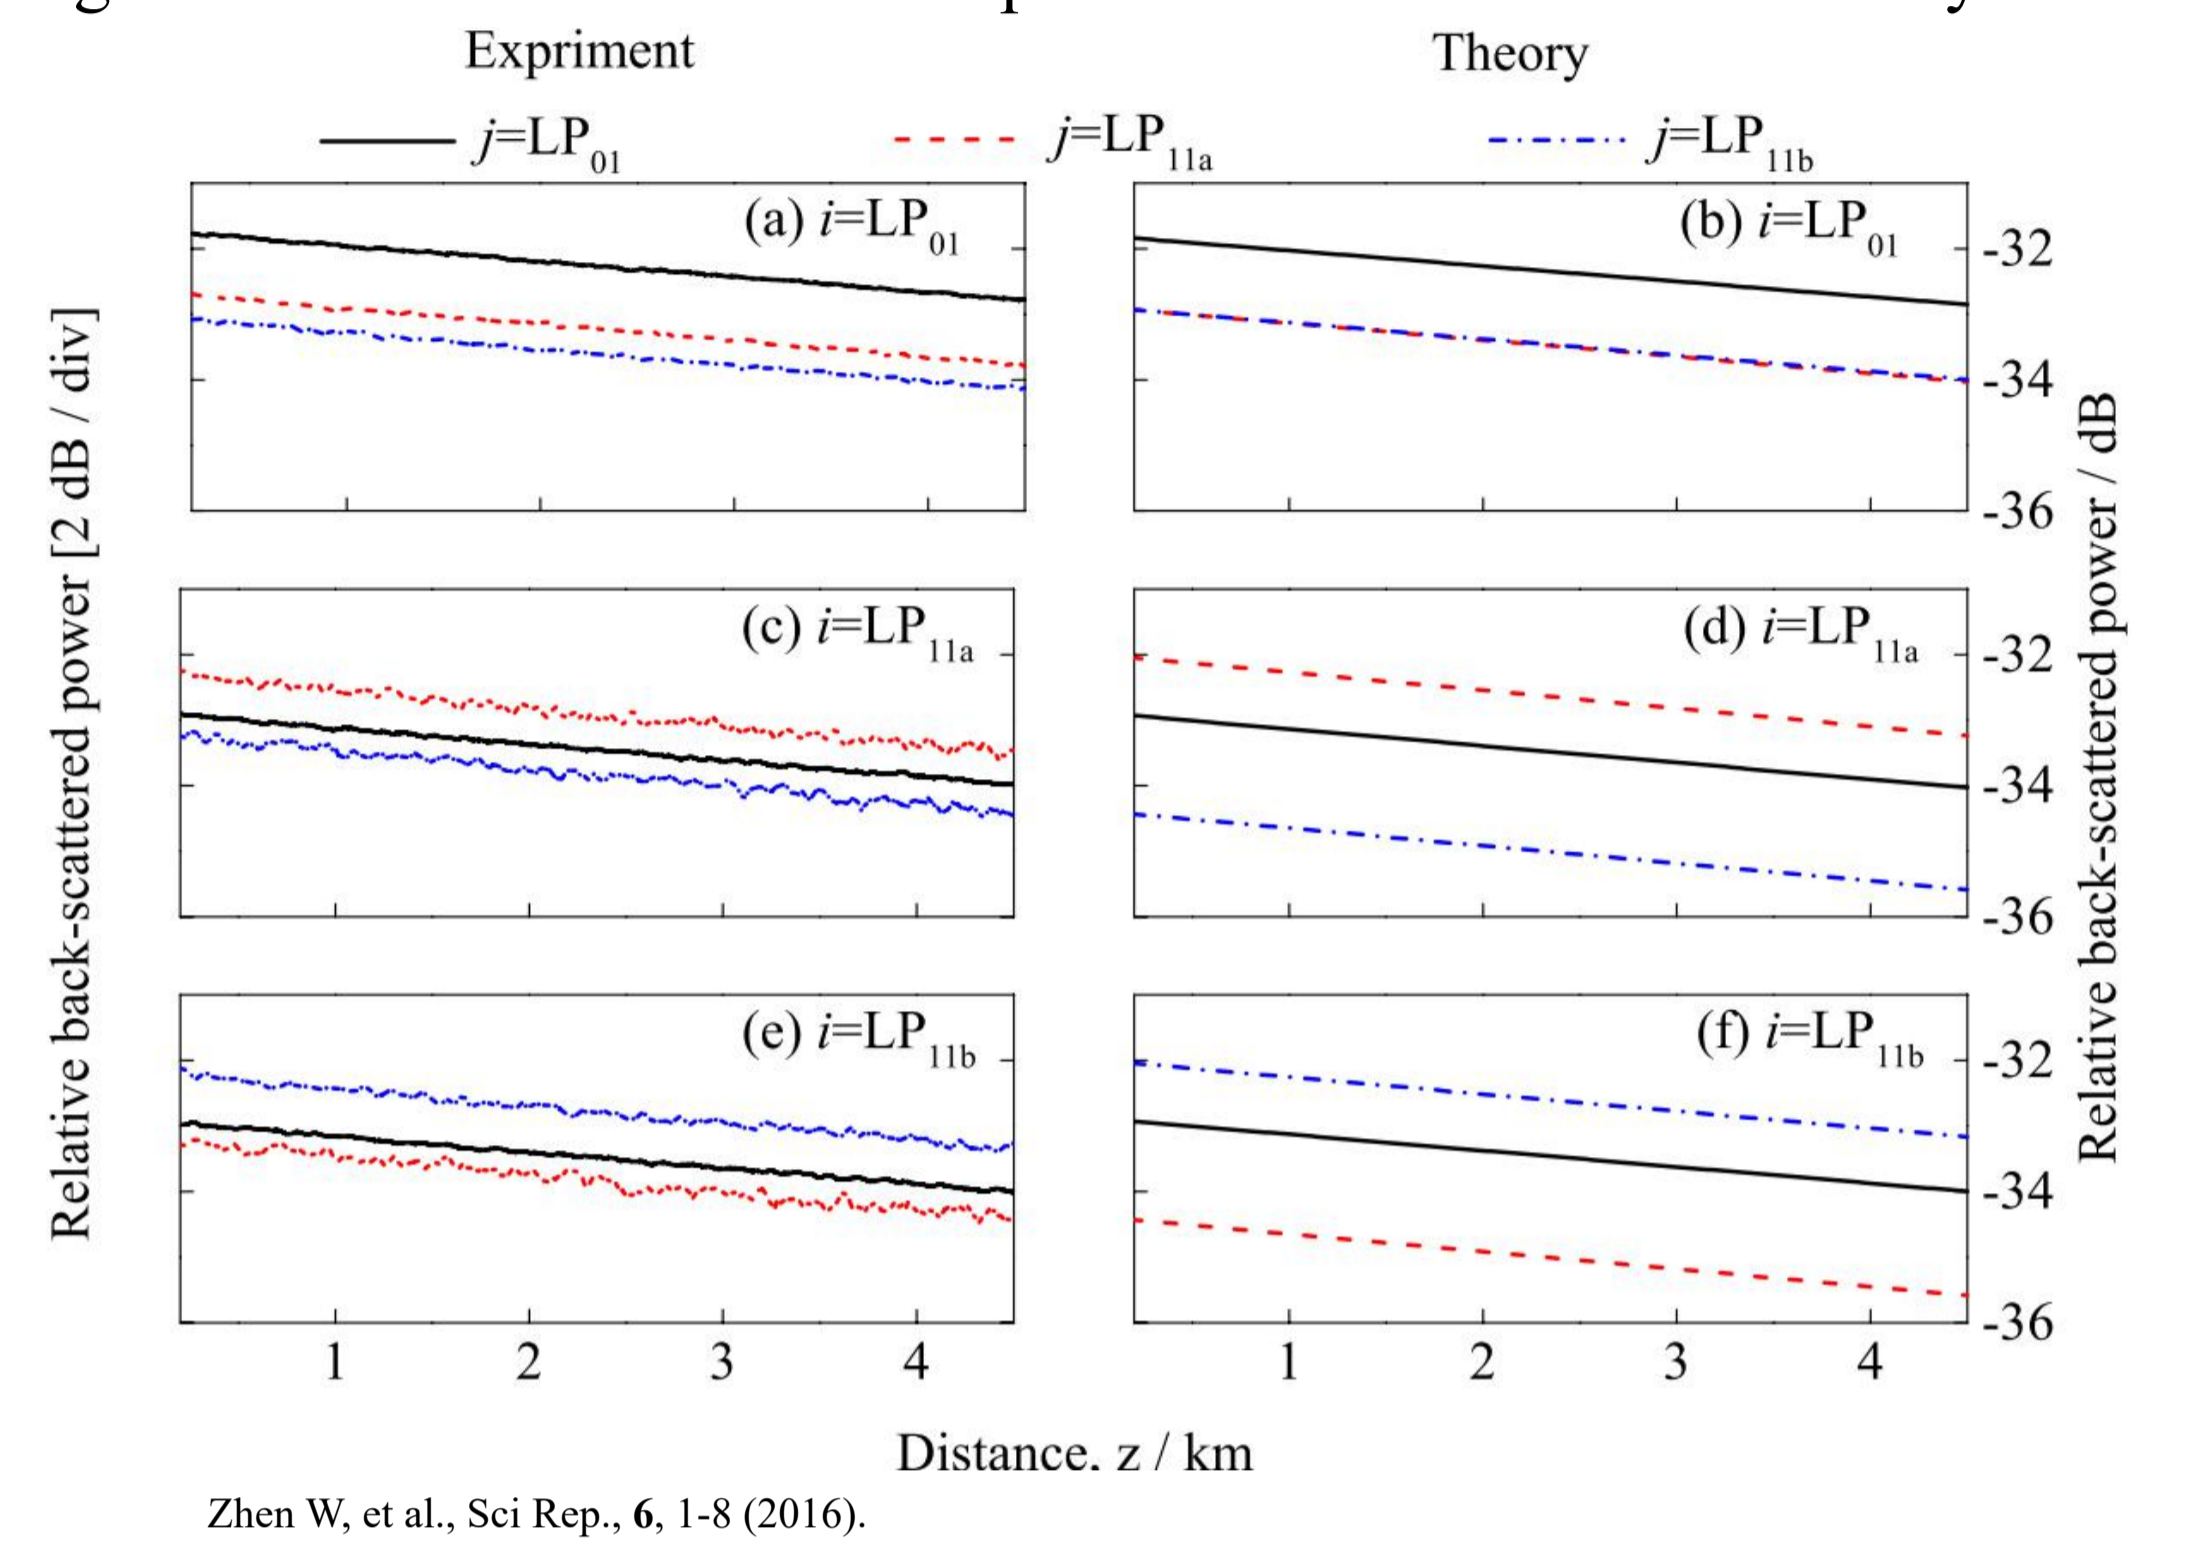 Expriment
Theory
j=LP01
j=LP11a
j=LP11b
(a) i=LP01
(b) i=LP01
-32
-34
-36
(c) i=LP11a
(d) i=LP11a
-32
-34
-36
(e) i=LP11b
(f) i=LP11b
-32
-34
-36
Relative back-scattered power [2 dB / div]
Relative back-scattered power / dB
1 2 3 4
1 2 3 4
Distance, z / km
Zhen W, et al., Sci Rep., 6, 1-8 (2016).